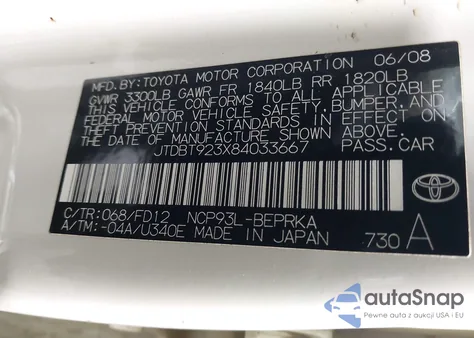 MFD. BY: TOYOTA MOTOR CORPORATION 06/08
GVWR 3300LB GAWR FR 1840LB RR 1820LB
THIS VEHICLE CONFORMS TO ALL APPLICABLE
FEDERAL MOTOR VEHICLE SAFETY, BUMPER, AND
THEFT PREVENTION STANDARDS IN EFFECT ON
THE DATE OF MANUFACTURE SHOWN ABOVE.
JTDBT923X84033667 PASS.CAR
C/TR: 068/FD12 NCP93L-BEPRKA
A/TM: -04A/U340E MADE IN JAPAN 730 A
TOYOTA
autoSnap
Pewne auta z aukcji USA i EU